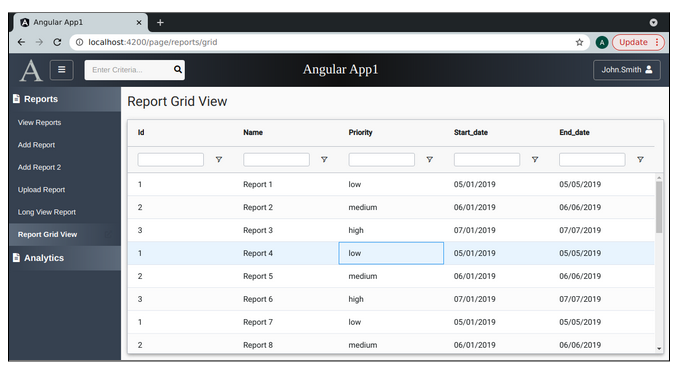 Angular App1
localhost:4200/page/reports/grid
A
Update
A
Enter Criteria...
Angular App1
John.Smith
Reports
View Reports
Add Report
Add Report 2
Upload Report
Long View Report
Report Grid View
Analytics
Report Grid View
Id Name Priority Start_date End_date
1 Report 1 low 05/01/2019 05/05/2019
2 Report 2 medium 06/01/2019 06/06/2019
3 Report 3 high 07/01/2019 07/07/2019
1 Report 4 low 05/01/2019 05/05/2019
2 Report 5 medium 06/01/2019 06/06/2019
3 Report 6 high 07/01/2019 07/07/2019
1 Report 7 low 05/01/2019 05/05/2019
2 Report 8 medium 06/01/2019 06/06/2019